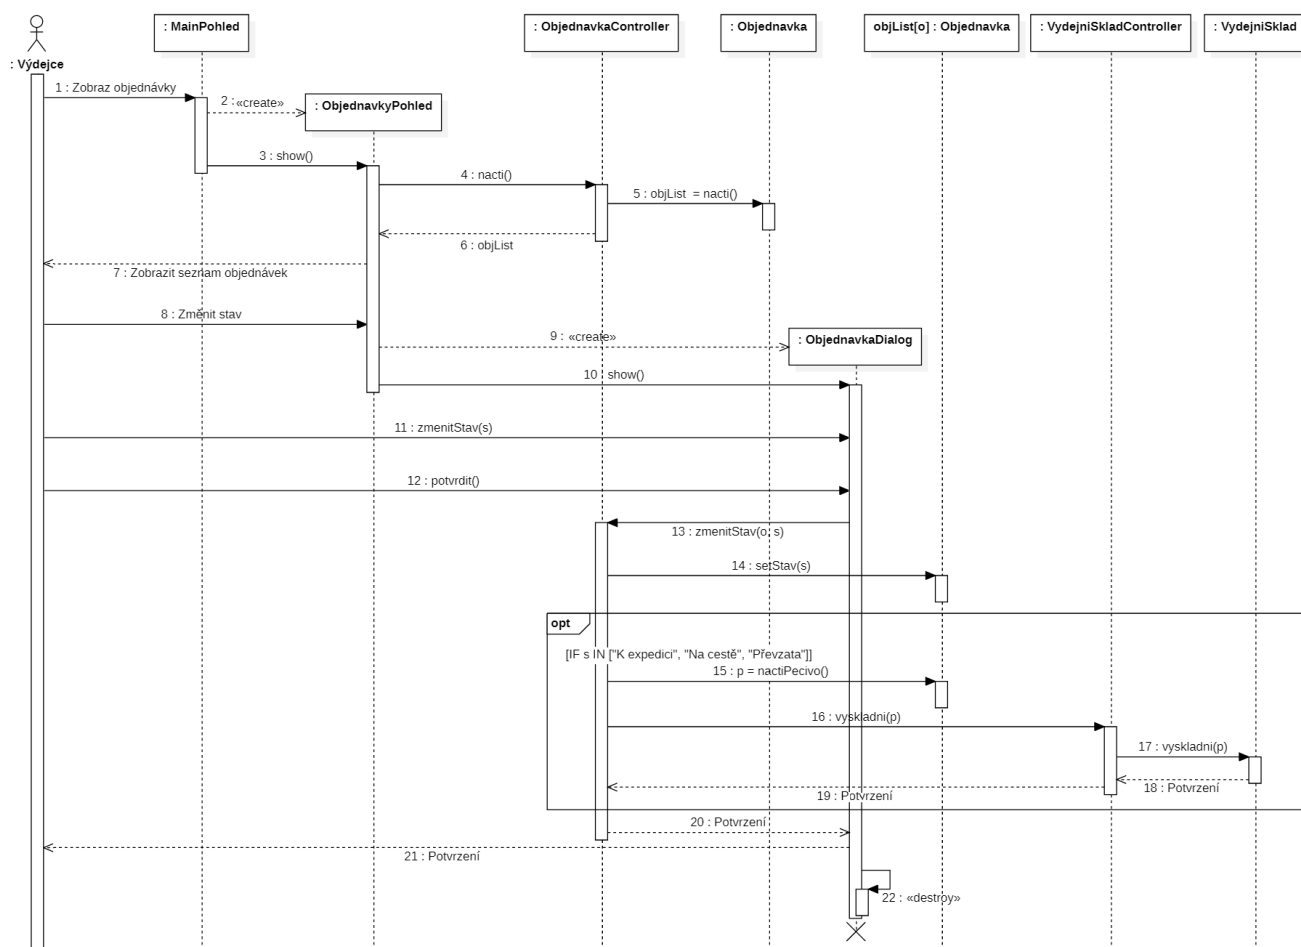 : MainPohled
: ObjednavkaController
: Objednavka
objList[o] : Objednavka
: VydejniSkladController
: VydejniSklad
: Výdejce
1 : Zobraz objednávky
2 : «create»
: ObjednavkyPohled
3 : show()
4 : nacti()
5 : objList = nacti()
6 : objList
7 : Zobrazit seznam objednávek
8 : Změnit stav
9 : «create»
: ObjednavkaDialog
10 : show()
11 : zmenitStav(s)
12 : potvrdit()
13 : zmenitStav(o, s)
14 : setStav(s)
opt
[IF s IN ["K expedici", "Na cestě", "Převzata"]]
15 : p = nactiPecivo()
16 : vyskladni(p)
17 : vyskladni(p)
18 : Potvrzení
19 : Potvrzení
20 : Potvrzení
21 : Potvrzení
22 : «destroy»